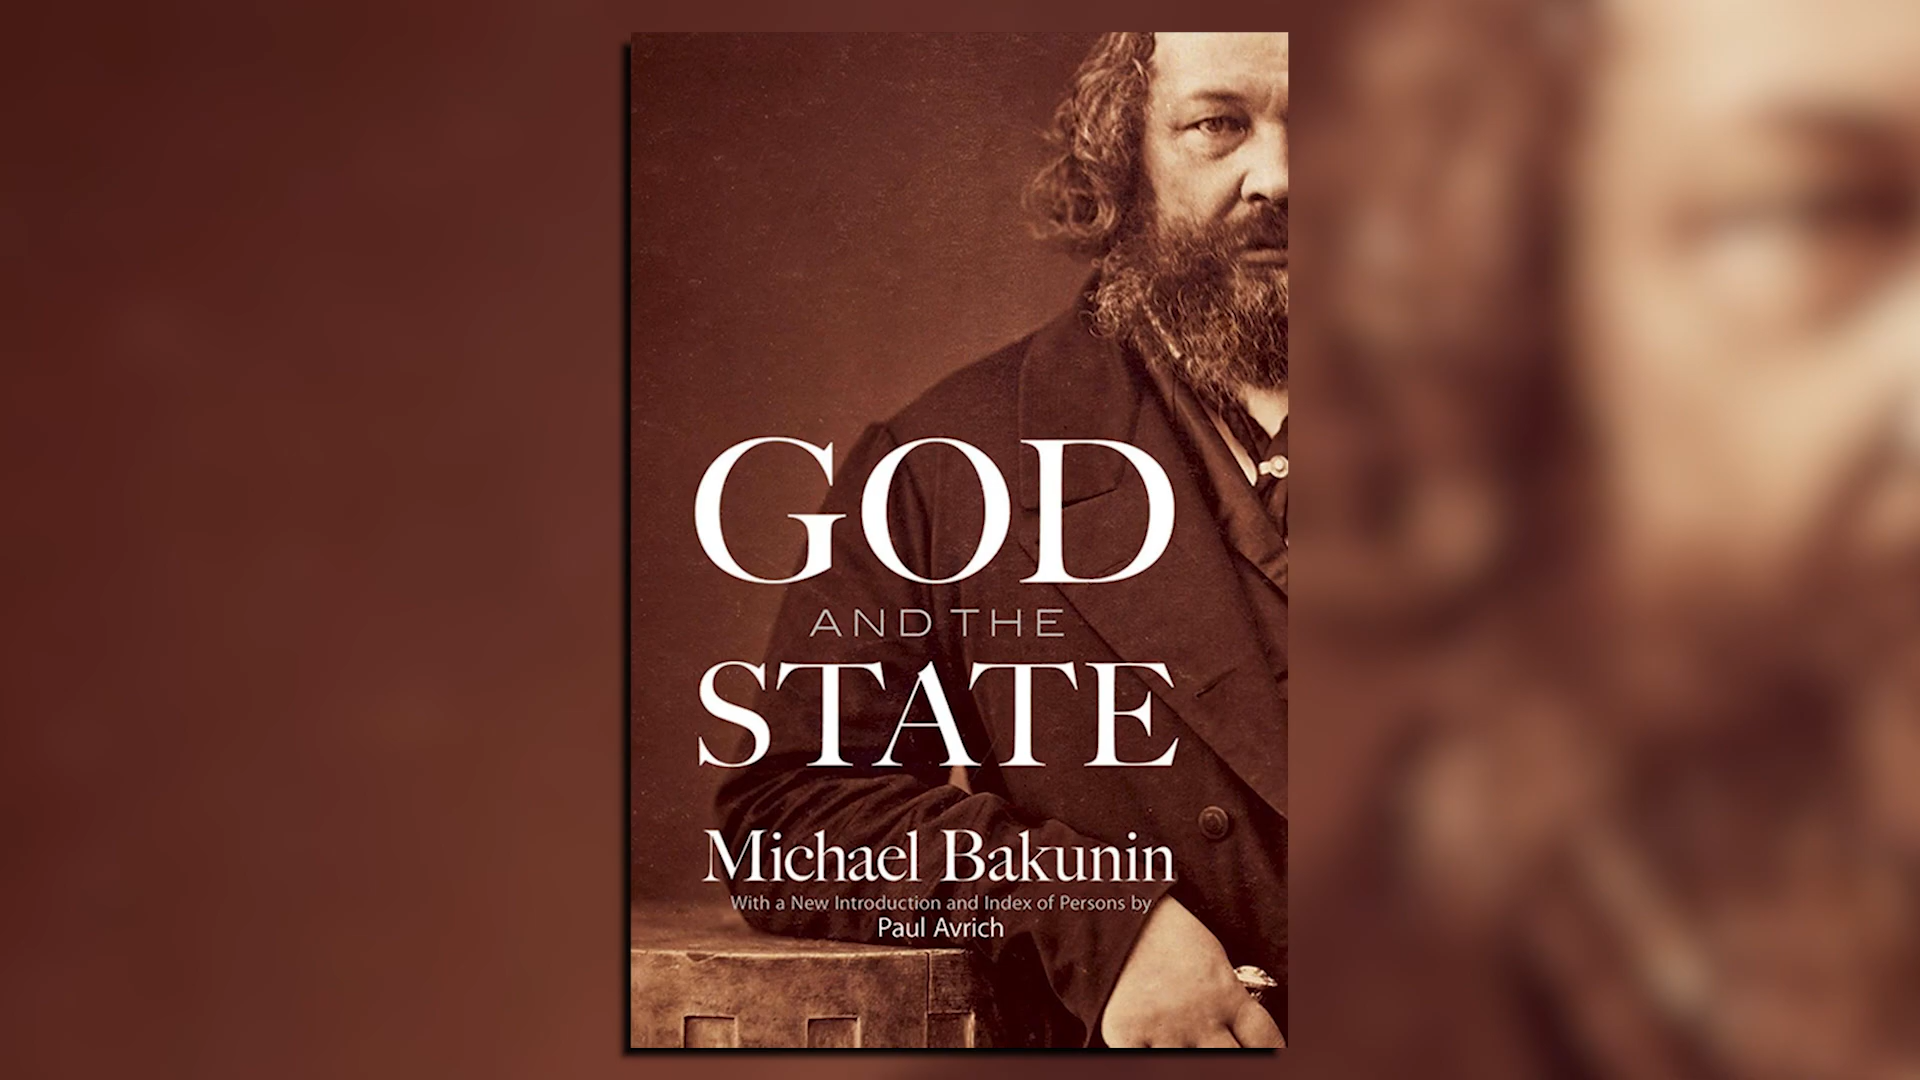 GOD
AND THE
STATE
Michael Bakunin
With a New Introduction and Index of Persons by
Paul Avrich